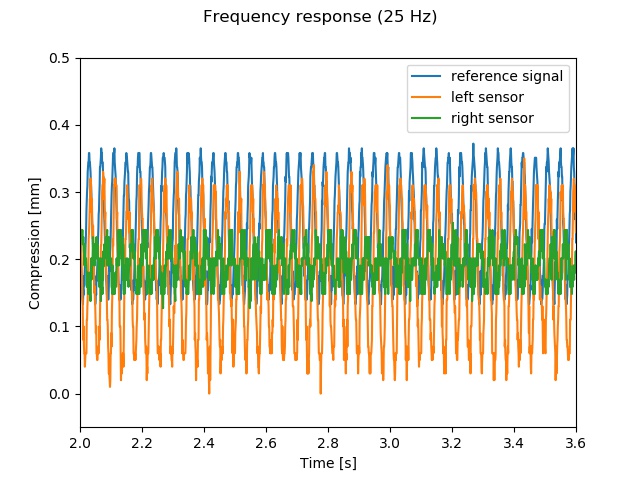 Frequency response (25 Hz)
reference signal
left sensor
right sensor
0.5
0.4
0.3
0.2
0.1
0.0
Compression [mm]
2.0 2.2 2.4 2.6 2.8 3.0 3.2 3.4 3.6
Time [s]